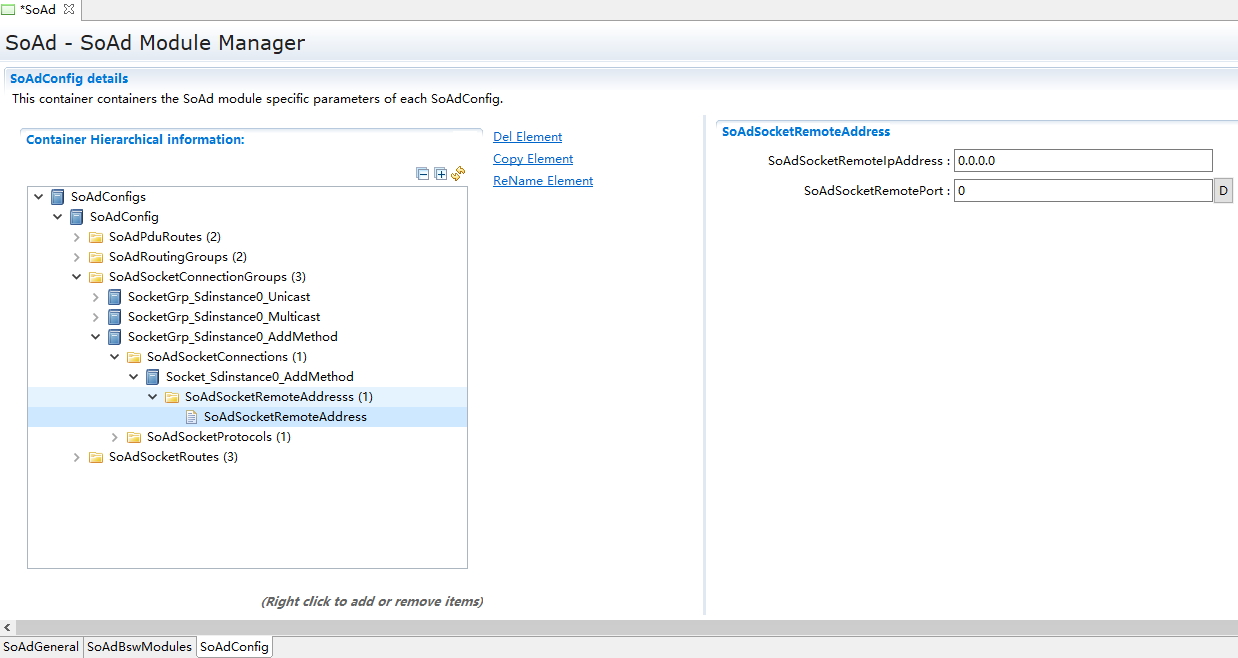 *SoAd
SoAd - SoAd Module Manager
SoAdConfig details
This container containers the SoAd module specific parameters of each SoAdConfig.
Container Hierarchical information:
Del Element
Copy Element
ReName Element
SoAdConfigs
SoAdConfig
SoAdPduRoutes (2)
SoAdRoutingGroups (2)
SoAdSocketConnectionGroups (3)
SocketGrp_Sdinstance0_Unicast
SocketGrp_Sdinstance0_Multicast
SocketGrp_Sdinstance0_AddMethod
SoAdSocketConnections (1)
Socket_Sdinstance0_AddMethod
SoAdSocketRemoteAddresss (1)
SoAdSocketRemoteAddress
SoAdSocketProtocols (1)
SoAdSocketRoutes (3)
(Right click to add or remove items)
SoAdSocketRemoteAddress
SoAdSocketRemoteIpAddress : 0.0.0.0
SoAdSocketRemotePort : 0 D
SoAdGeneral SoAdBswModules SoAdConfig